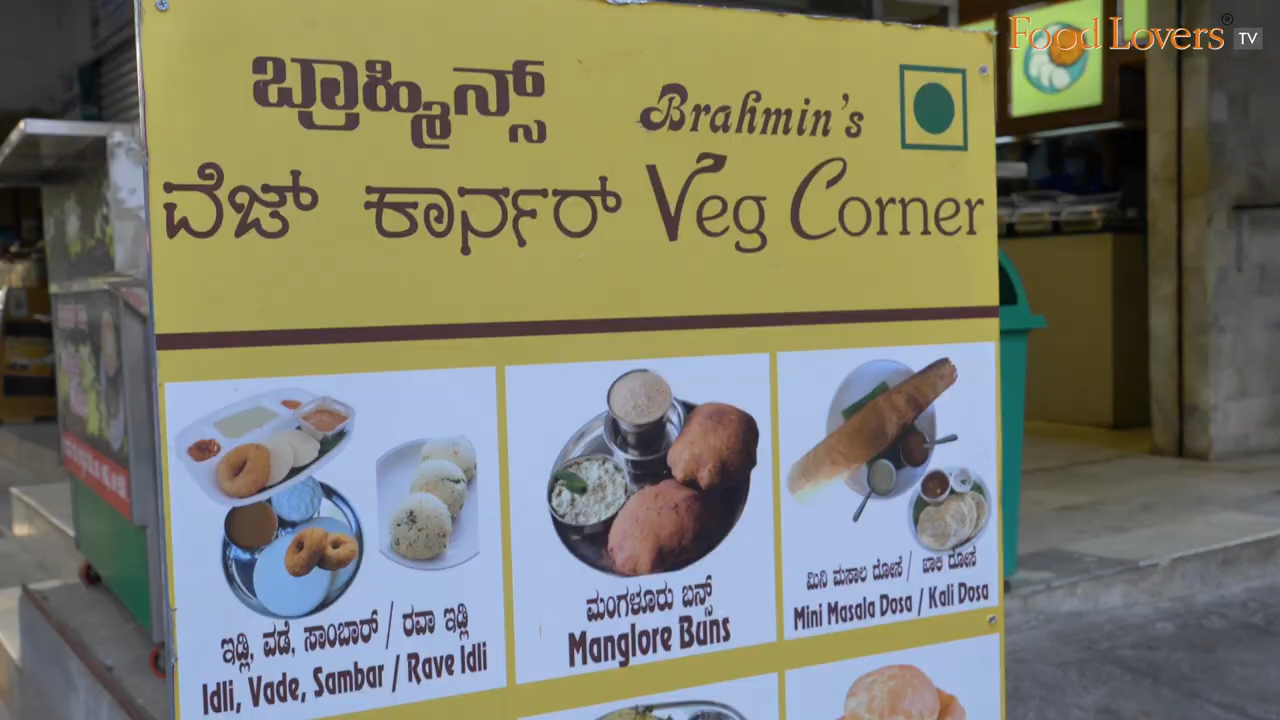 Food Lovers® TV
ಬ್ರಾಹ್ಮಿನ್ಸ್ Brahmin's
ವೆಜ್ ಕಾರ್ನರ್ Veg Corner
ಇಡ್ಲಿ, ವಡೆ, ಸಾಂಬಾರ್ / ರವಾ ಇಡ್ಲಿ
Idli, Vade, Sambar / Rave Idli
ಮಂಗಳೂರು ಬನ್ಸ್
Manglore Buns
ಮಿನಿ ಮಸಾಲ ದೋಸೆ / ಖಾಲಿ ದೋಸೆ
Mini Masala Dosa / Kali Dosa